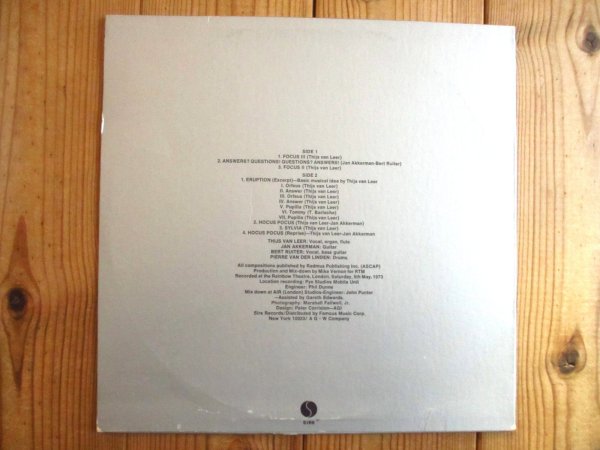 SIDE 1
1. FOCUS III (Thijs van Leer)
2. ANSWERS? QUESTIONS! QUESTIONS? ANSWERS! (Jan Akkerman-Bert Ruiter)
3. FOCUS II (Thijs van Leer)
SIDE 2
1. ERUPTION (Excerpt)—Basic musical idea by Thijs van Leer
I. Orfeus (Thijs van Leer)
II. Answer (Thijs van Leer)
III. Orfeus (Thijs van Leer)
IV. Answer (Thijs van Leer)
V. Pupilla (Thijs van Leer)
VI. Tommy (T. Barlaohe)
VII. Pupilla (Thijs van Leer)
2. HOCUS POCUS (Thijs van Leer-Jan Akkerman)
3. SYLVIA (Thijs van Leer)
4. HOCUS POCUS (Reprise)—Thijs van Leer-Jan Akkerman
THIJS VAN LEER: Vocal, organ, flute
JAN AKKERMAN: Guitar
BERT RUITER: Vocal, bass guitar
PIERRE VAN DER LINDEN: Drums
All compositions published by Radmus Publishing Inc. (ASCAP)
Production and Mix-down by Mike Vernon for RTM
Recorded at the Rainbow Theatre, London, Saturday, 5th May, 1973
Location recording: Pye Studios Mobile Unit
Engineer: Phil Dunne
Mix down at AIR (London) Studios-Engineer: John Punter
—Assisted by Gareth Edwards.
Photography: Marshall Fallwell, Jr.
Design: Peter Corriston—AGI
Sire Records/Distributed by Famous Music Corp.
New York 10023/ A G + W Company
SIRE